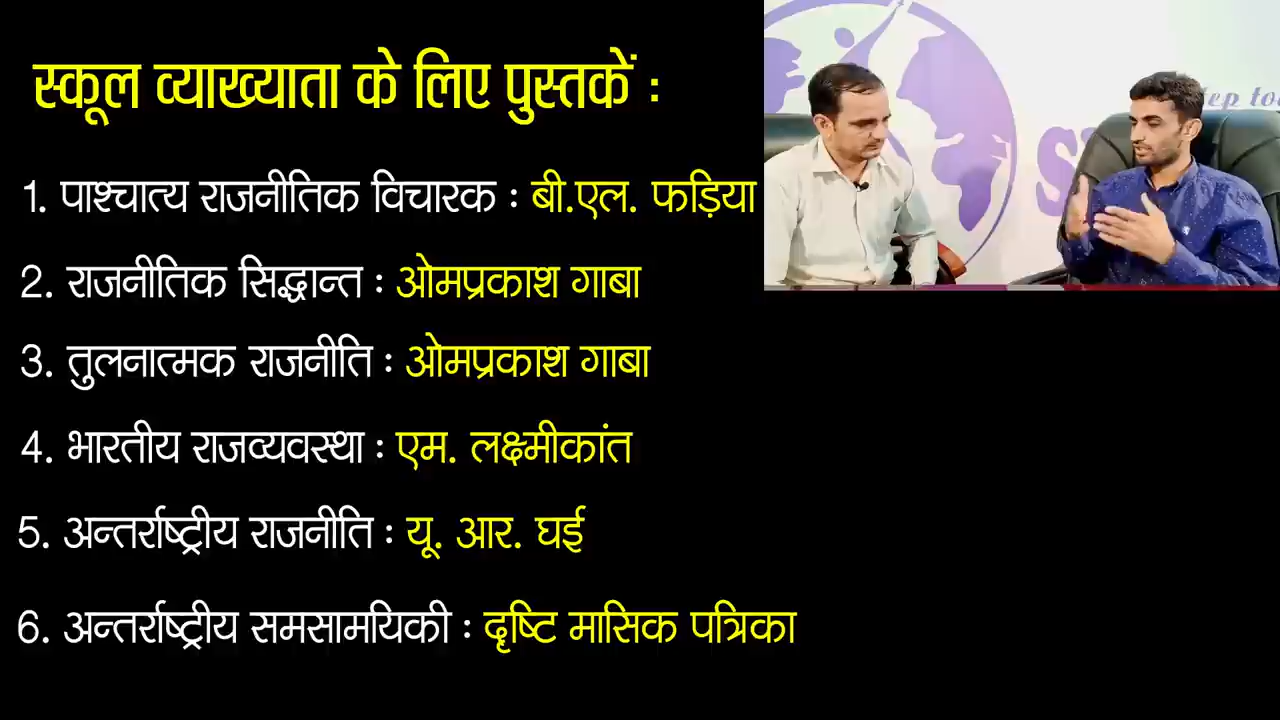 स्कूल व्याख्याता के लिए पुस्तकें :
1. पाश्चात्य राजनीतिक विचारक : बी.एल. फड़िया
2. राजनीतिक सिद्धान्त : ओमप्रकाश गाबा
3. तुलनात्मक राजनीति : ओमप्रकाश गाबा
4. भारतीय राजव्यवस्था : एम. लक्ष्मीकांत
5. अन्तर्राष्ट्रीय राजनीति : यू. आर. घई
6. अन्तर्राष्ट्रीय समसामयिकी : दृष्टि मासिक पत्रिका